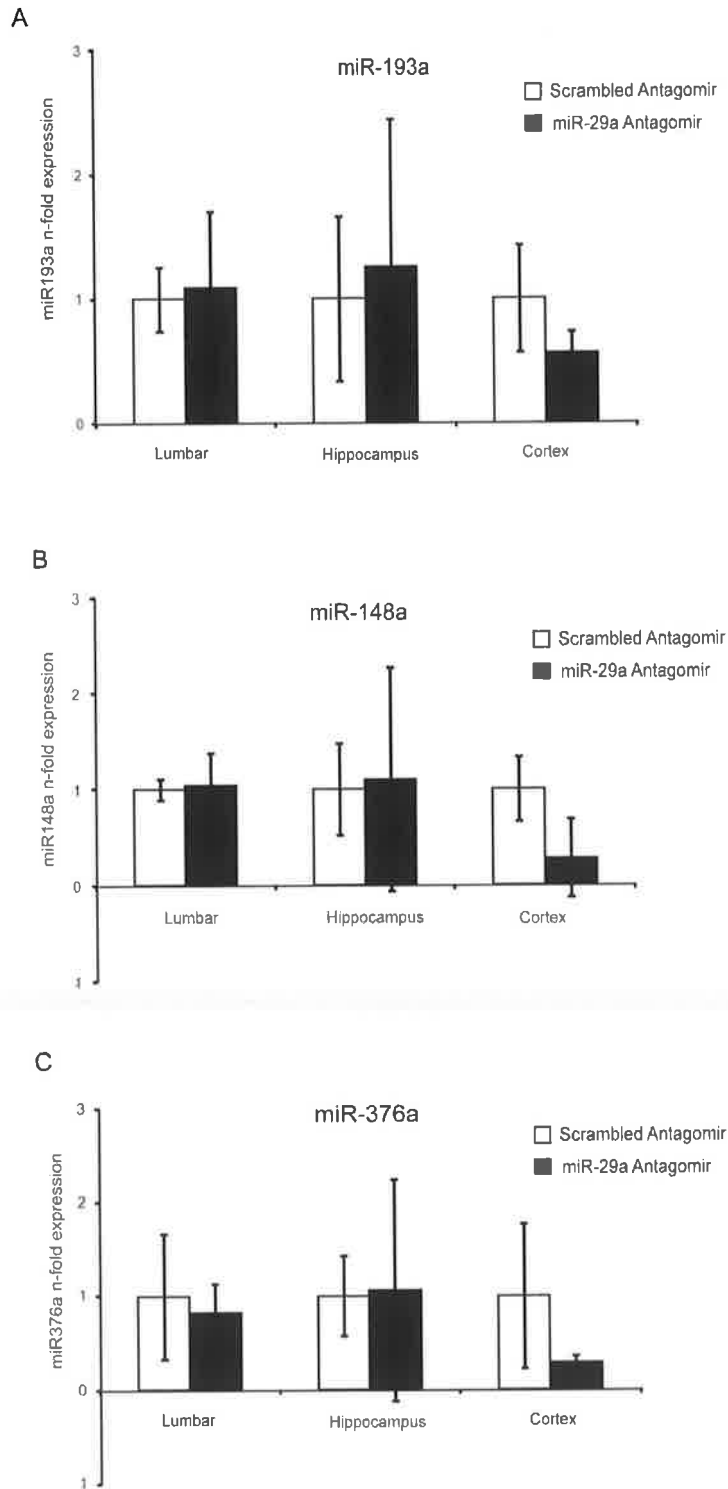 A
miR-193a
Scrambled Antagomir
miR-29a Antagomir
miR193a n-fold expression
3
2
1
0
Lumbar Hippocampus Cortex
B
miR-148a
Scrambled Antagomir
miR-29a Antagomir
miR148a n-fold expression
3
2
1
0
Lumbar Hippocampus Cortex
1
C
miR-376a
Scrambled Antagomir
miR-29a Antagomir
miR376a n-fold expression
3
2
1
0
Lumbar Hippocampus Cortex
1